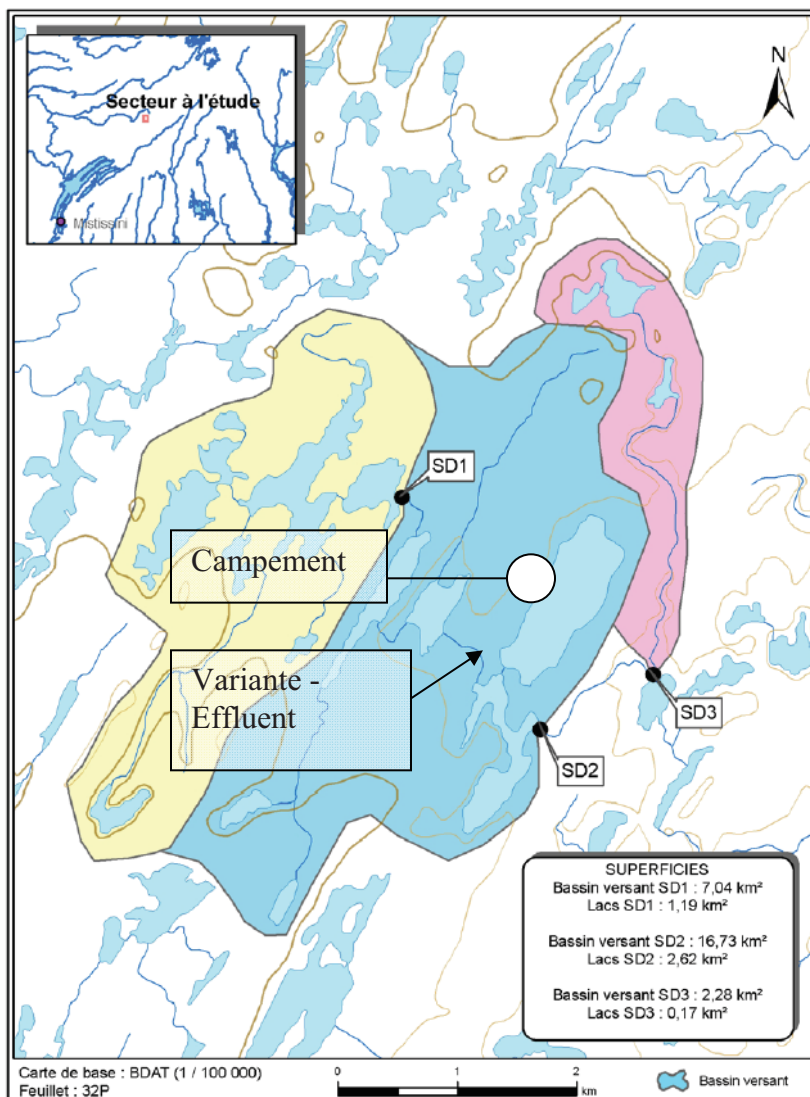 Secteur à l'étude
Mistissini
N
SD1
Campement
Variante -
Effluent
SD3
SD2
SUPERFICIES
Bassin versant SD1 : 7,04 km²
Lacs SD1 : 1,19 km²
Bassin versant SD2 : 16,73 km²
Lacs SD2 : 2,62 km²
Bassin versant SD3 : 2,28 km²
Lacs SD3 : 0,17 km²
Carte de base : BDAT (1 / 100 000)
Feuillet : 32P
0 1 2
km
Bassin versant